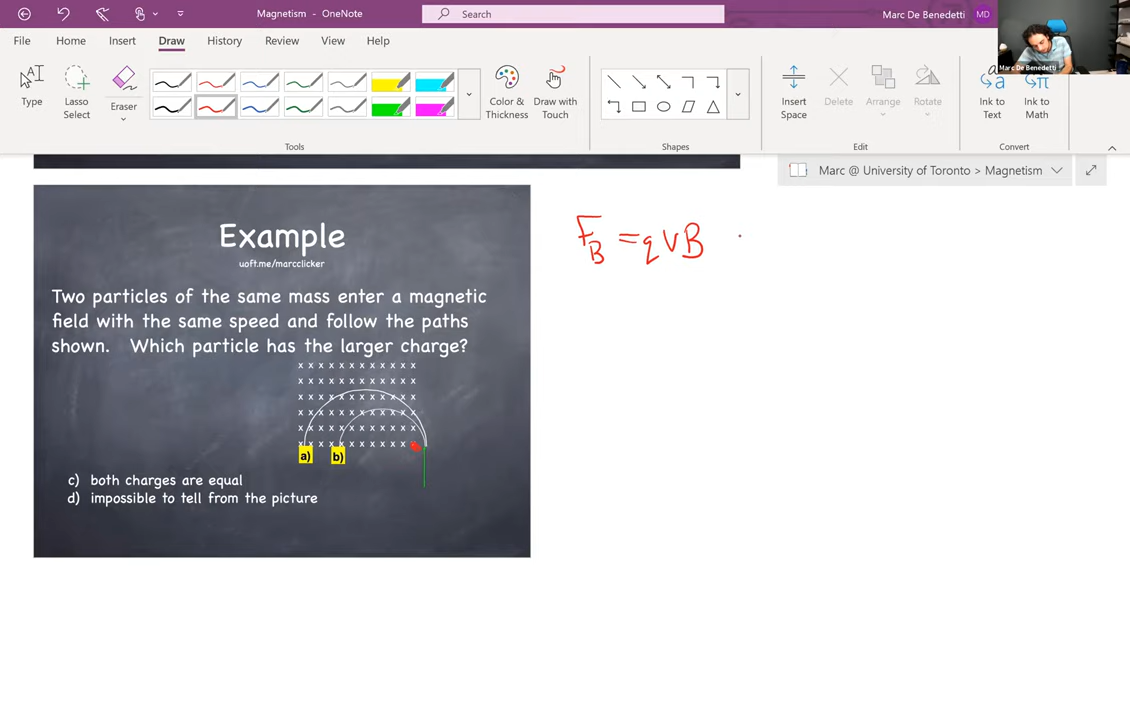 Magnetism - OneNote
Search
Marc De Benedetti
MD
Marc De Benedetti
File
Home
Insert
Draw
History
Review
View
Help
Type
Lasso Select
Eraser
Color & Thickness
Draw with Touch
Insert Space
Delete
Arrange
Rotate
Ink to Text
Ink to Math
Tools
Shapes
Edit
Convert
Marc @ University of Toronto > Magnetism
Example
uoft.me/marcclicker
Two particles of the same mass enter a magnetic
field with the same speed and follow the paths
shown. Which particle has the larger charge?
x x x x x x x x x x x x
x x x x x x x x x x x x
x x x x x x x x x x x x
x x x x x x x x x x x x
x x x x x x x x x x x x
x x x x x x x x x x x
a) b)
c) both charges are equal
d) impossible to tell from the picture
F_B = qvB